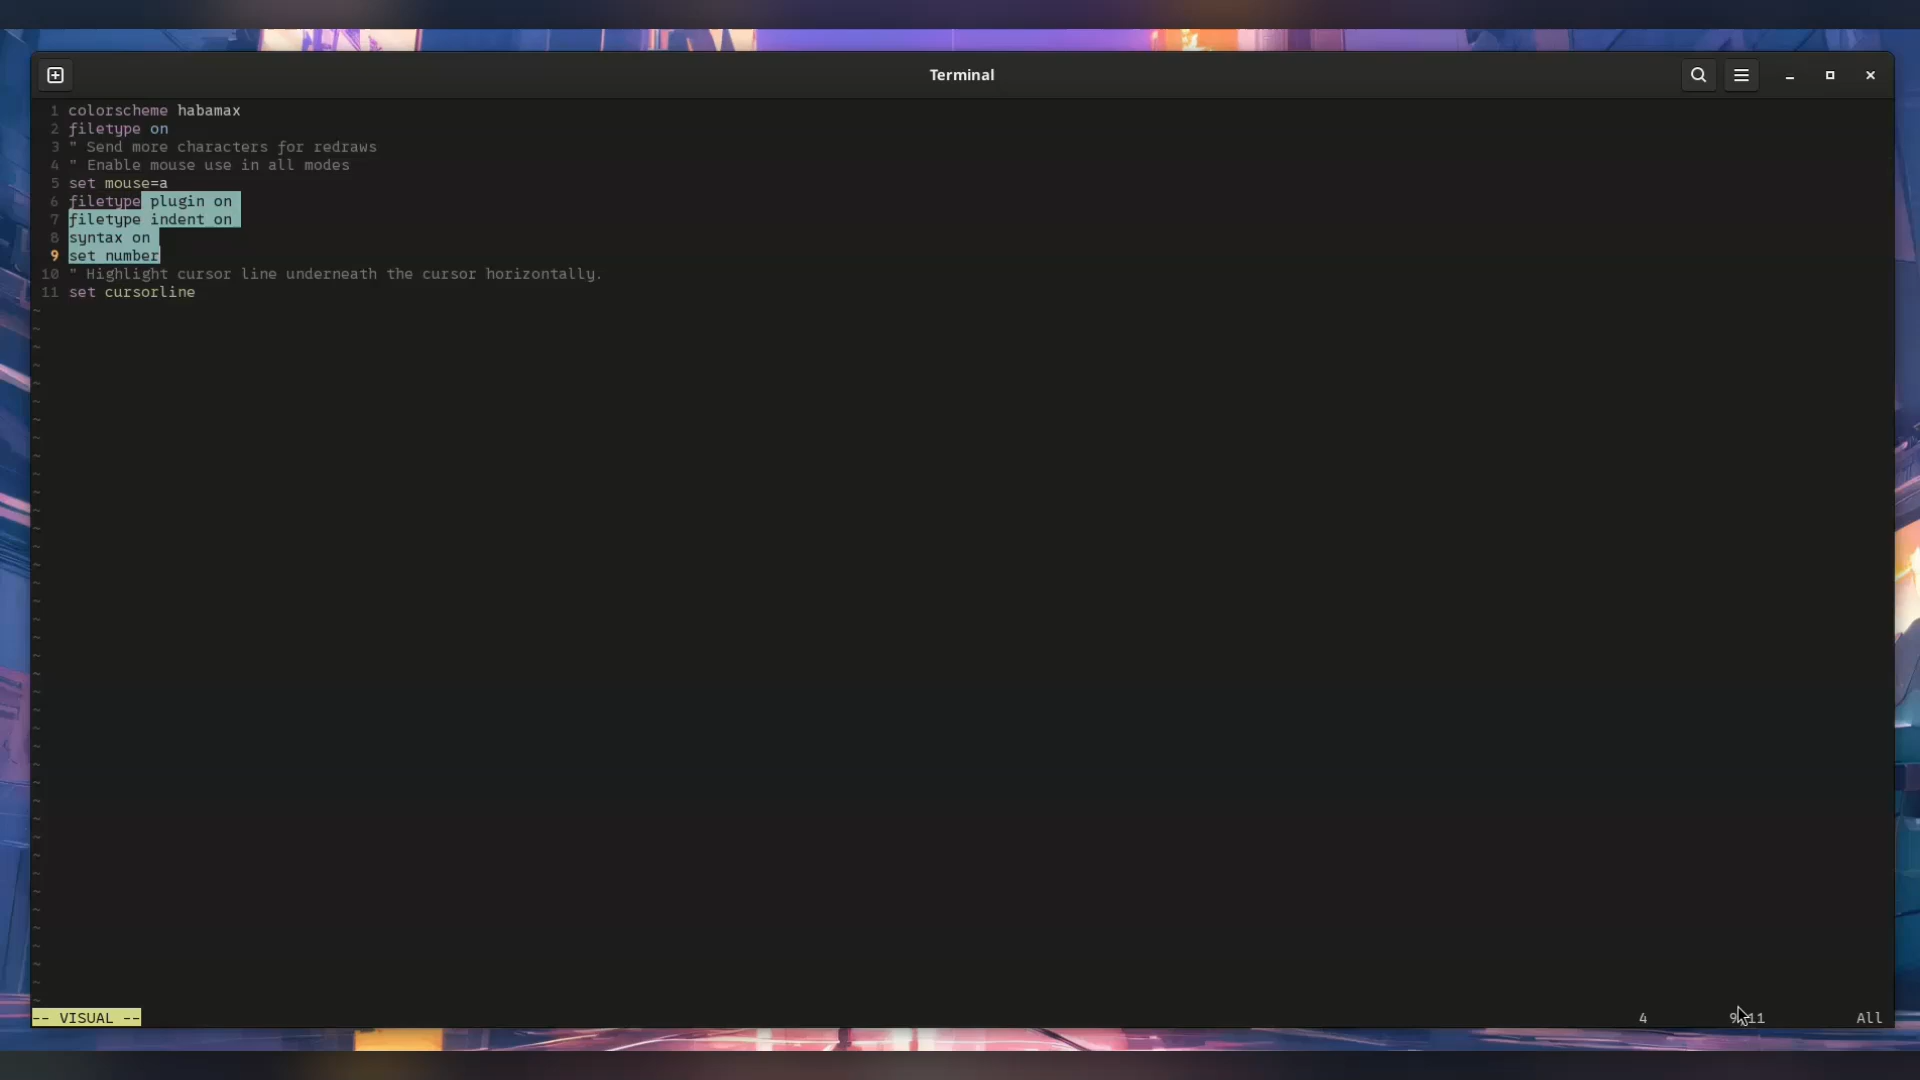 Terminal
1 colorscheme habamax
2 filetype on
3 " Send more characters for redraws
4 " Enable mouse use in all modes
5 set mouse=a
6 filetype plugin on
7 filetype indent on
8 syntax on
9 set number
10 " Highlight cursor line underneath the cursor horizontally.
11 set cursorline
-- VISUAL -- 4 9,11 All